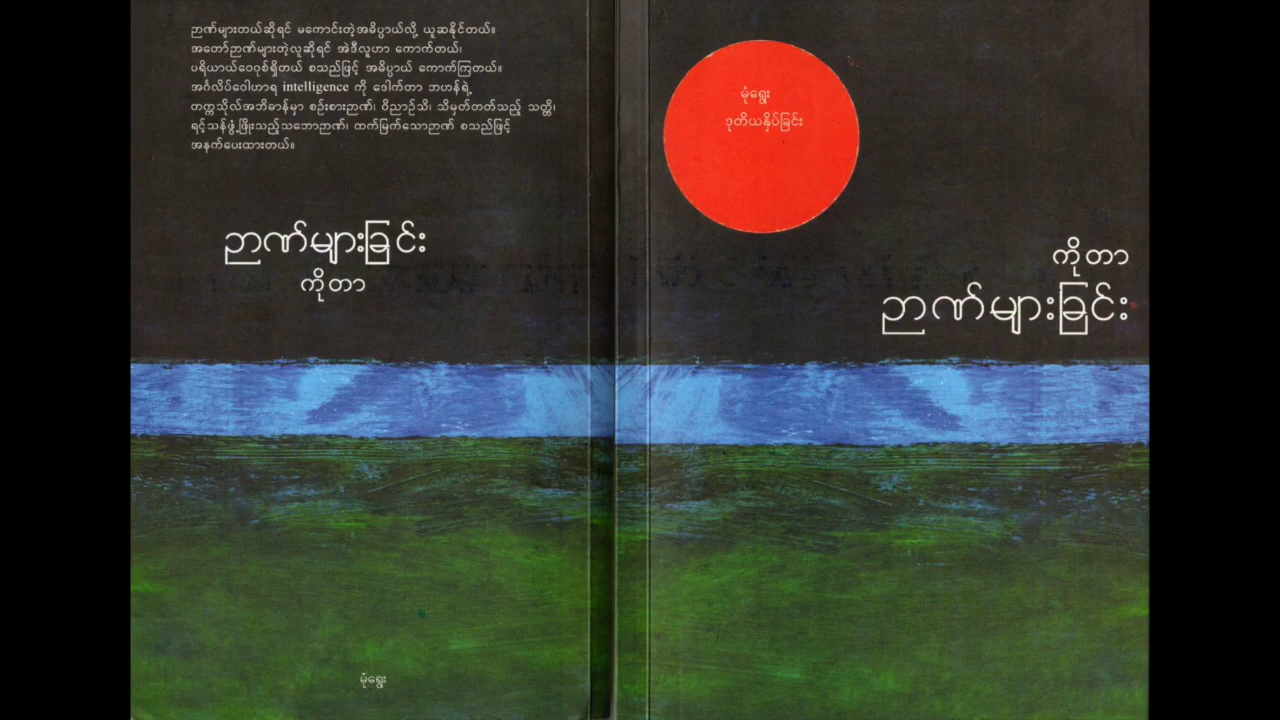 ဉာဏ်များတယ်ဆိုရင် မကောင်းတဲ့အဓိပ္ပာယ်လို့ ယူဆနိုင်တယ်။
အတော်ဉာဏ်များတဲ့လူဆိုရင် အဲဒီလူဟာ ကောက်တယ်၊
ပရိယာယ်ဝေဝုစ်ရှိတယ် စသည်ဖြင့် အဓိပ္ပာယ် ကောက်ကြတယ်။
အင်္ဂလိပ်ဝေါဟာရ intelligence ကို ဒေါက်တာ ဘဟန်ရဲ့
တက္ကသိုလ်အဘိဓာန်မှာ စဉ်းစားဉာဏ်၊ ဝိညာဉ်သိ၊ သိမှတ်တတ်သည့် သတ္တိ၊
ရင့်သန်ဖွံ့ဖြိုးသည့်သဘောဉာဏ်၊ ထက်မြက်သောဉာဏ် စသည်ဖြင့်
အနက်ပေးထားတယ်။
ဉာဏ်များခြင်း
ကိုတာ
မုံရွေး
မုံရွေး
ဒုတိယနှိပ်ခြင်း
ကိုတာ
ဉာဏ်များခြင်း